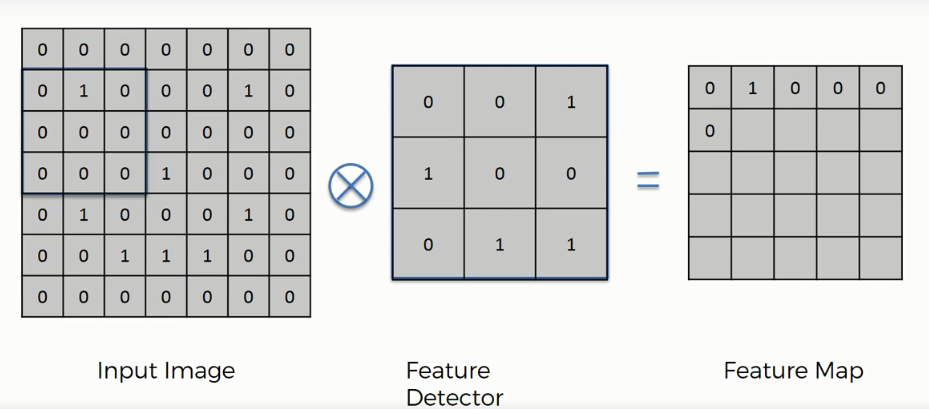 0 0 0 0 0 0 0
0 1 0 0 0 1 0
0 0 0 0 0 0 0
0 0 0 1 0 0 0
0 1 0 0 0 1 0
0 0 1 1 1 0 0
0 0 0 0 0 0 0
0 0 1
1 0 0
0 1 1
=
0 1 0 0 0
0
Input Image
Feature
Detector
Feature Map